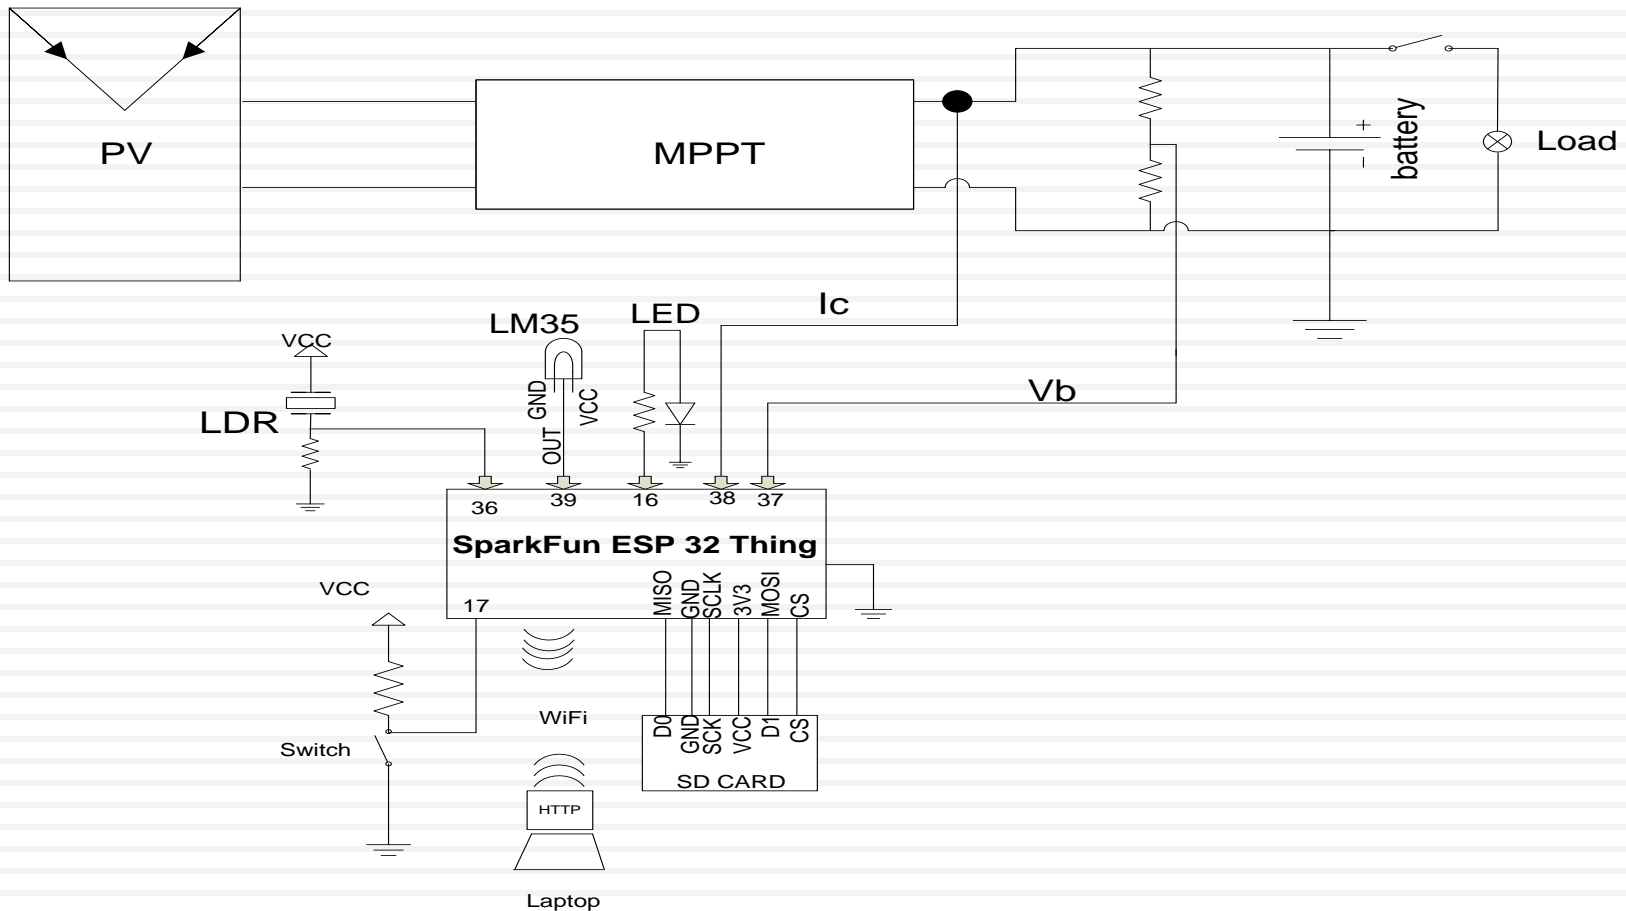 PV
MPPT
+
-
battery
Load
Ic
LED
LM35
VCC
LDR
OUT
GND
VCC
Vb
36
39
16
38
37
SparkFun ESP 32 Thing
17
MISO
GND
SCLK
3V3
MOSI
CS
VCC
Switch
WiFi
D0
GND
SCK
VCC
D1
CS
SD CARD
HTTP
Laptop